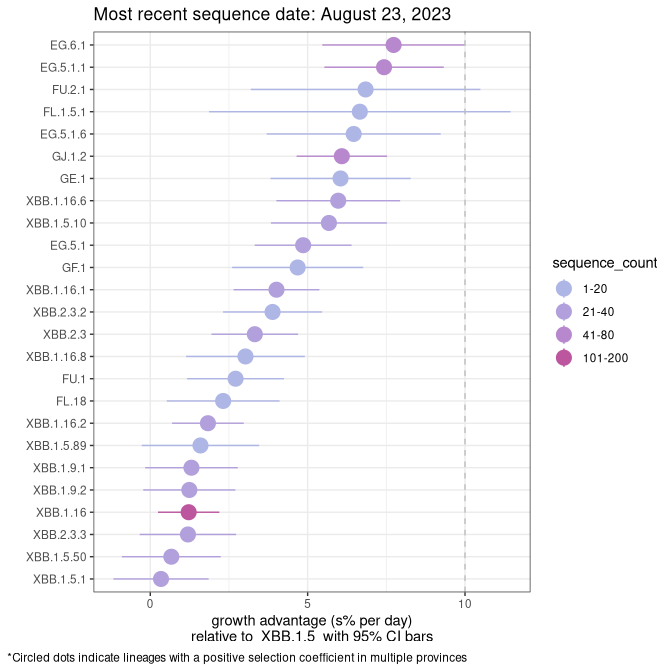 Most recent sequence date: August 23, 2023
EG.6.1
EG.5.1.1
FU.2.1
FL.1.5.1
EG.5.1.6
GJ.1.2
GE.1
XBB.1.16.6
XBB.1.5.10
EG.5.1
GF.1
XBB.1.16.1
XBB.2.3.2
XBB.2.3
XBB.1.16.8
FU.1
FL.18
XBB.1.16.2
XBB.1.5.89
XBB.1.9.1
XBB.1.9.2
XBB.1.16
XBB.2.3.3
XBB.1.5.50
XBB.1.5.1
0 5 10
growth advantage (s% per day)
relative to XBB.1.5 with 95% CI bars
sequence_count
1-20
21-40
41-80
101-200
*Circled dots indicate lineages with a positive selection coefficient in multiple provinces